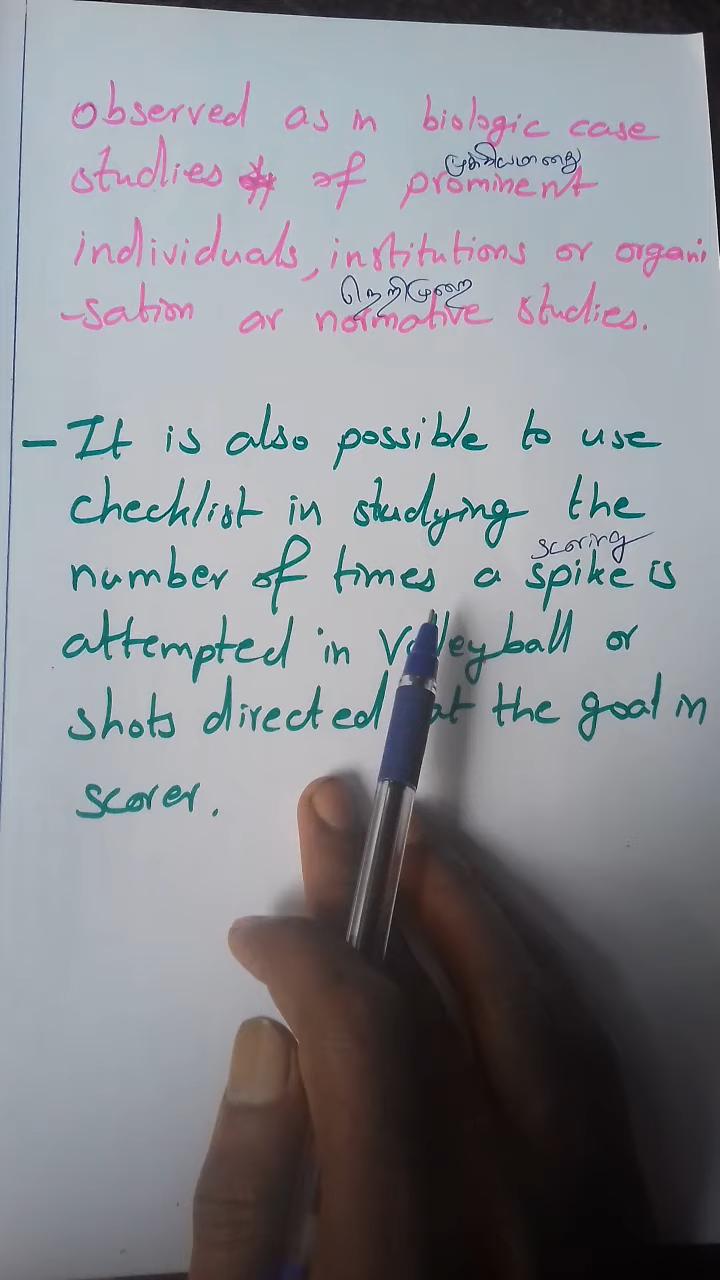 observed as in biologic case
முக்கியமானது
studies of prominent
individuals, institutions or organi
நெறிமுறை
-sation or normative studies.
- It is also possible to use
checklist in studying the
scoring
number of times a spike is
attempted in Volleyball or
shots directed at the goal in
scorer.